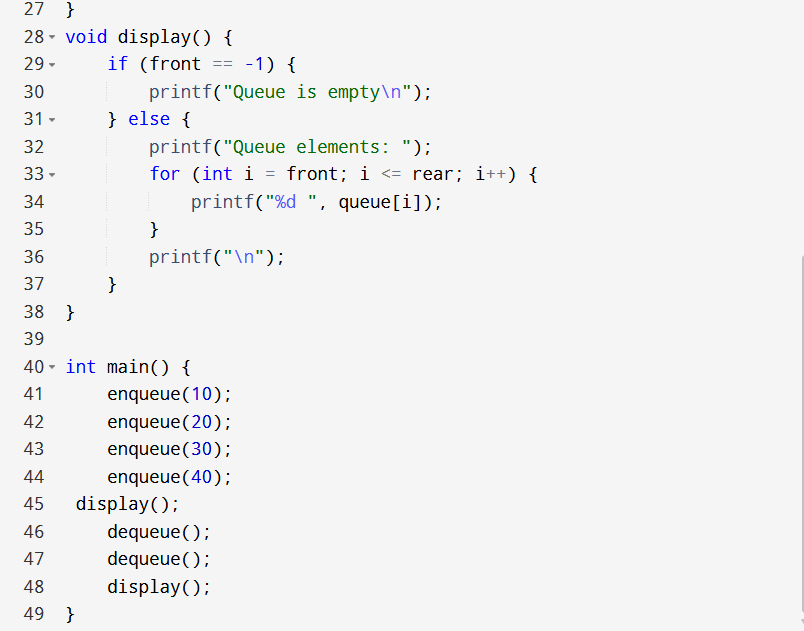 27 }
28 void display() {
29     if (front == -1) {
30         printf("Queue is empty\n");
31     } else {
32         printf("Queue elements: ");
33         for (int i = front; i <= rear; i++) {
34             printf("%d ", queue[i]);
35         }
36         printf("\n");
37     }
38 }
39
40 int main() {
41     enqueue(10);
42     enqueue(20);
43     enqueue(30);
44     enqueue(40);
45  display();
46     dequeue();
47     dequeue();
48     display();
49 }